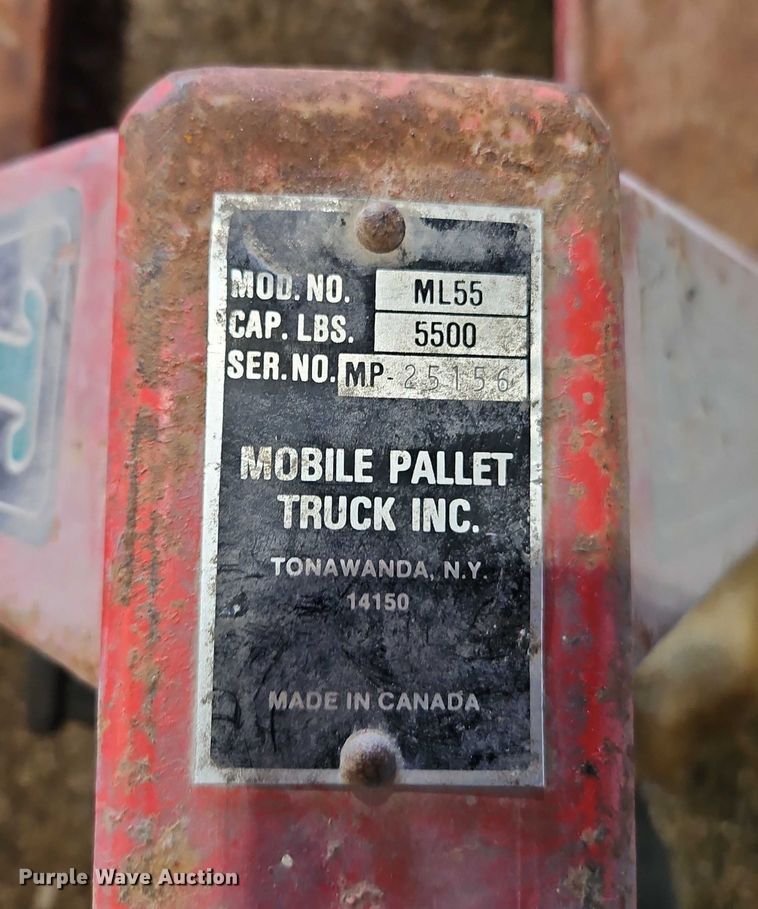 MOD. NO. ML55
CAP. LBS. 5500
SER. NO. MP-25156
MOBILE PALLET
TRUCK INC.
TONAWANDA, N.Y.
14150
MADE IN CANADA
Purple Wave Auction